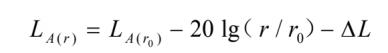 L_{A(r)} = L_{A(r_0)} − 20 lg( r / r_0) − ΔL